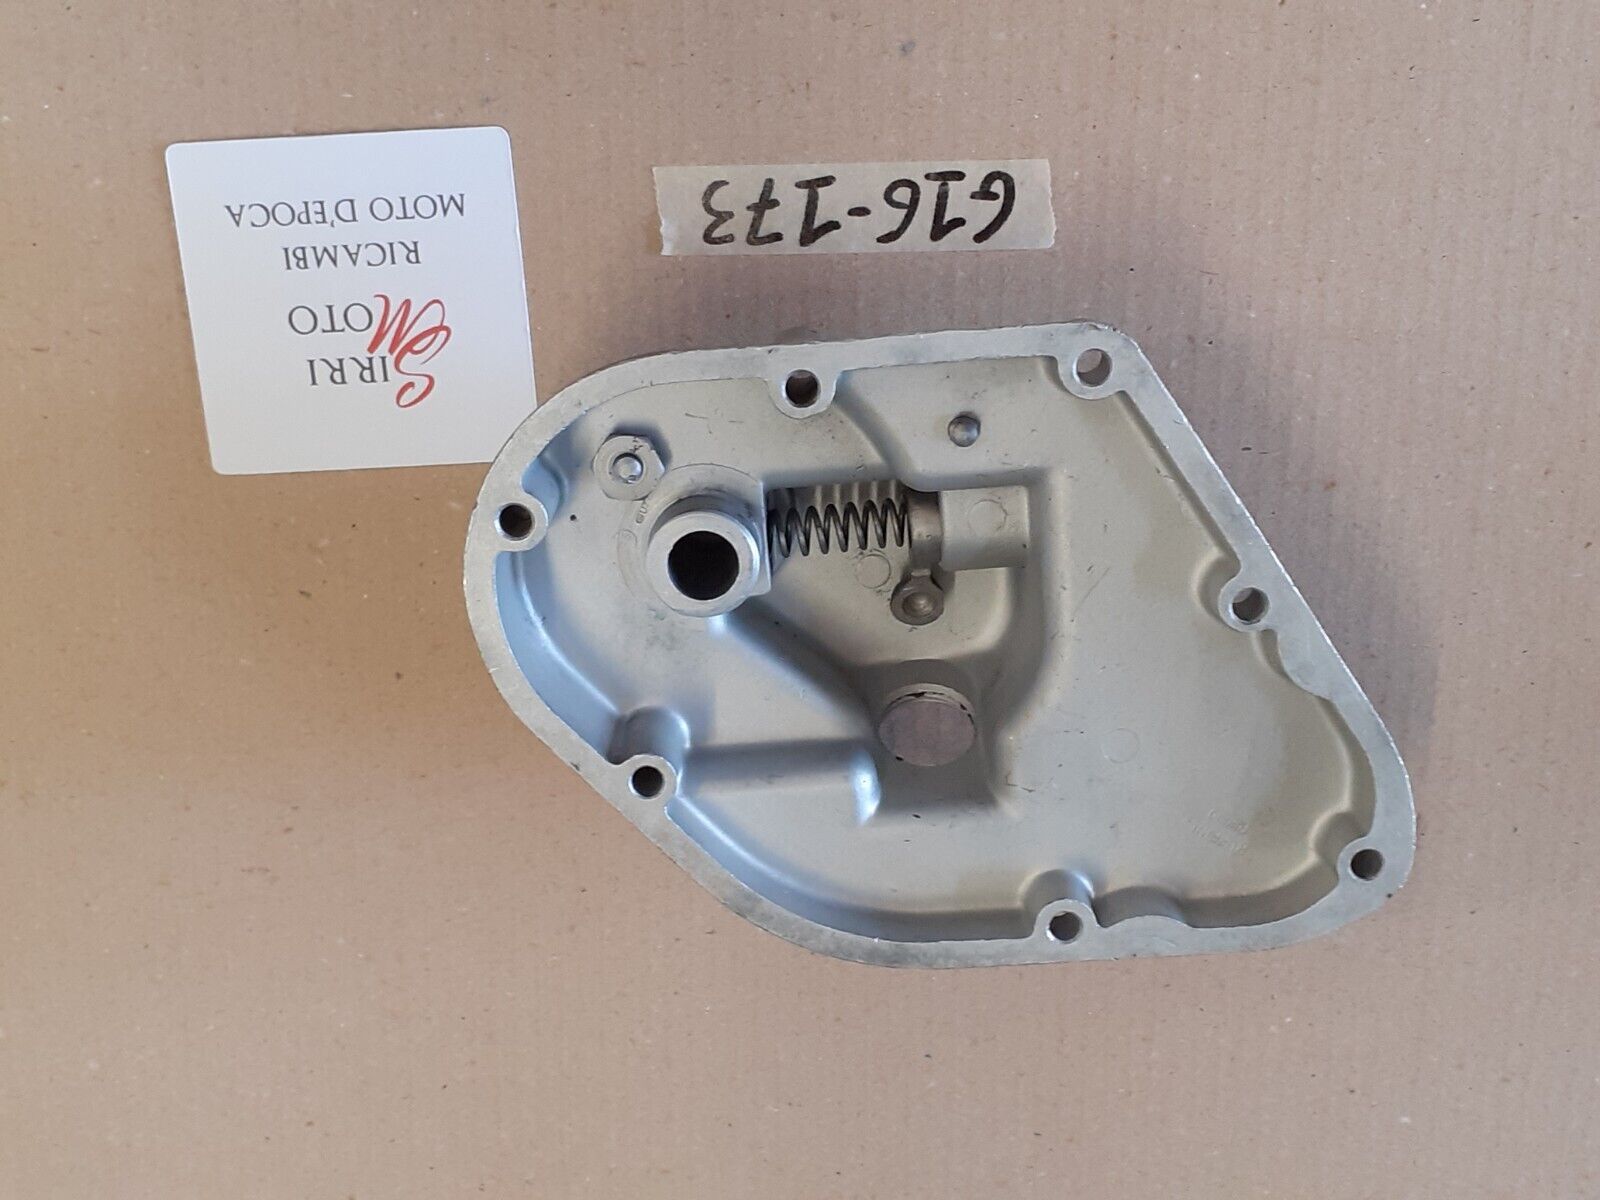 SIRRI
MOTO
RICAMBI
MOTO D'EPOCA
G16-173